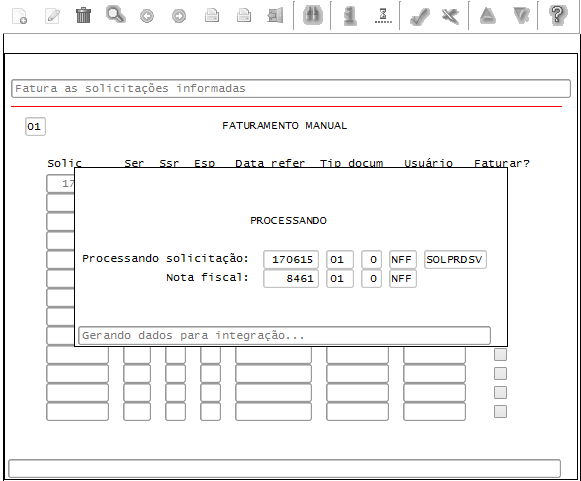 Fatura as solicitações informadas
01 FATURAMENTO MANUAL
Solic Ser Ssr Esp Data refer Tip docum Usuário Faturar?
17
PROCESSANDO
Processando solicitação: 170615 01 0 NFF SOLPRDSV
Nota fiscal: 8461 01 0 NFF
Gerando dados para integração...